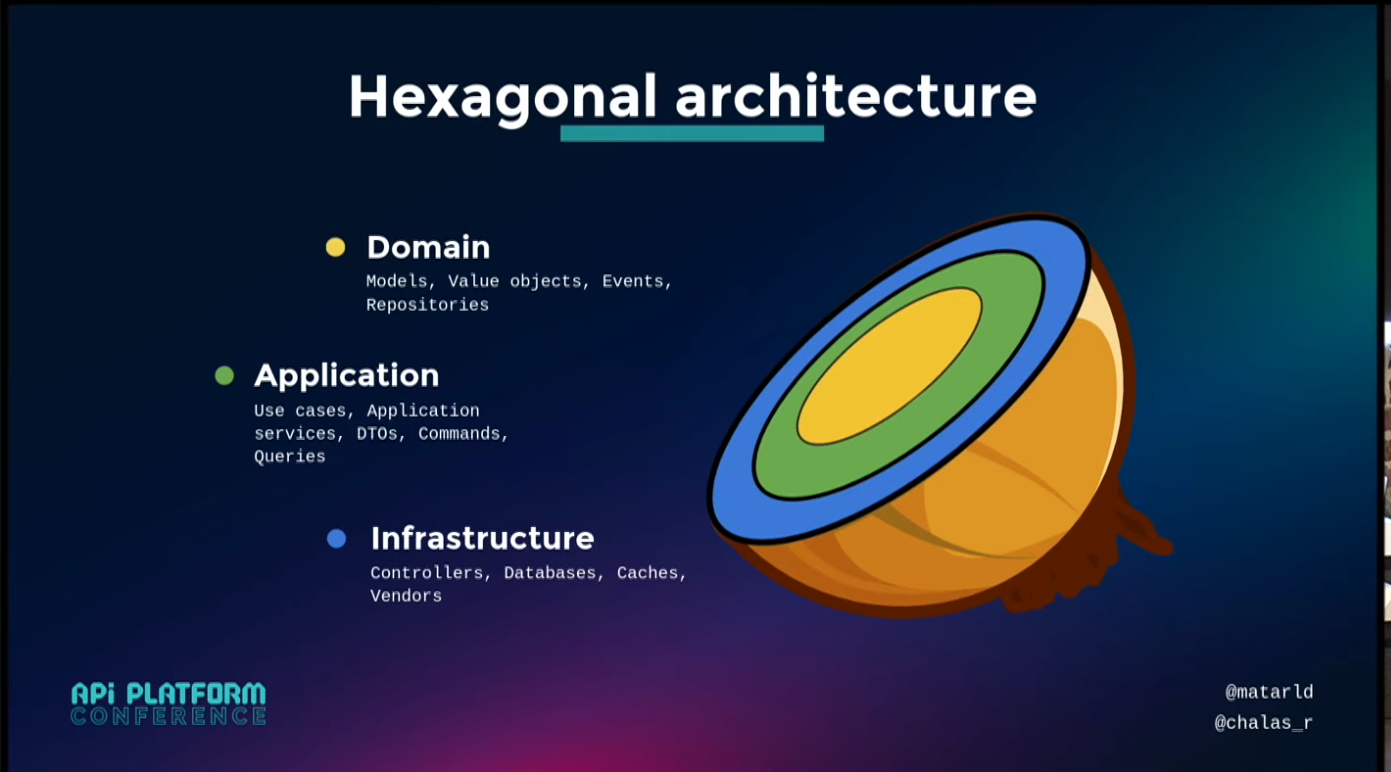 Hexagonal architecture
Domain
Models, Value objects, Events,
Repositories
Application
Use cases, Application
services, DTOs, Commands,
Queries
Infrastructure
Controllers, Databases, Caches,
Vendors
API PLATFORM
CONFERENCE
@matarld
@chalas_r